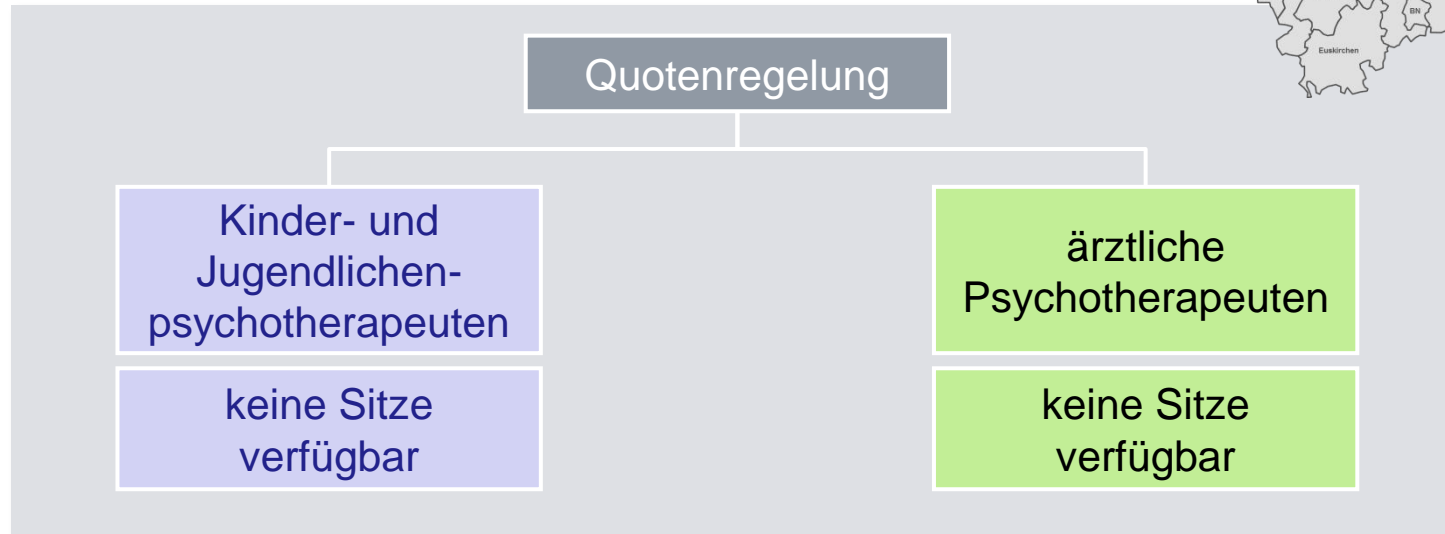 BN
Euskirchen
Quotenregelung
Kinder- und
Jugendlichen-
psychotherapeuten
ärztliche
Psychotherapeuten
keine Sitze
verfügbar
keine Sitze
verfügbar